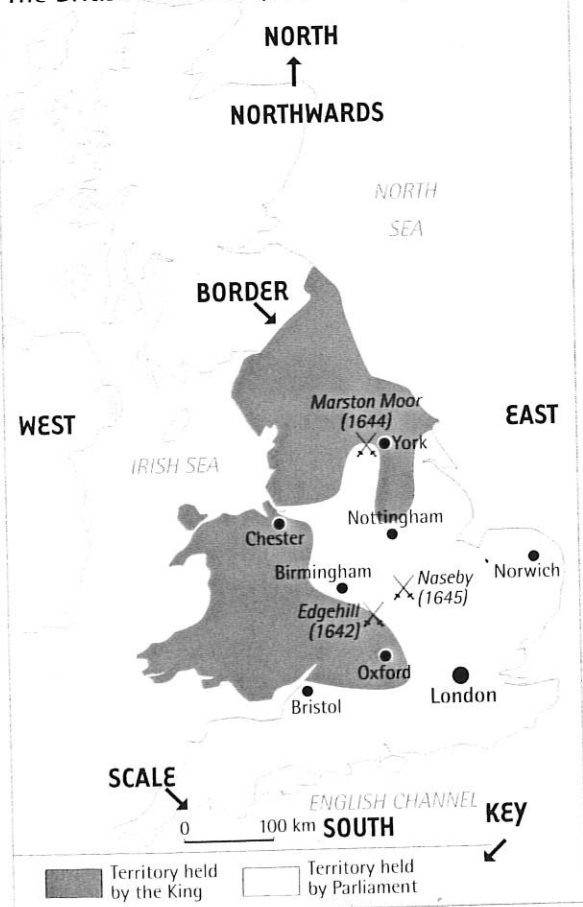 The British
NORTH
NORTHWARDS
NORTH
SEA
BORDER
Marston Moor
(1644)
WEST
EAST
York
IRISH SEA
Nottingham
Chester
Norwich
Birmingham
Naseby
(1645)
Edgehill
(1642)
Oxford
London
Bristol
SCALE
ENGLISH CHANNEL
KEY
0 100 km
SOUTH
Territory held
by the King
Territory held
by Parliament